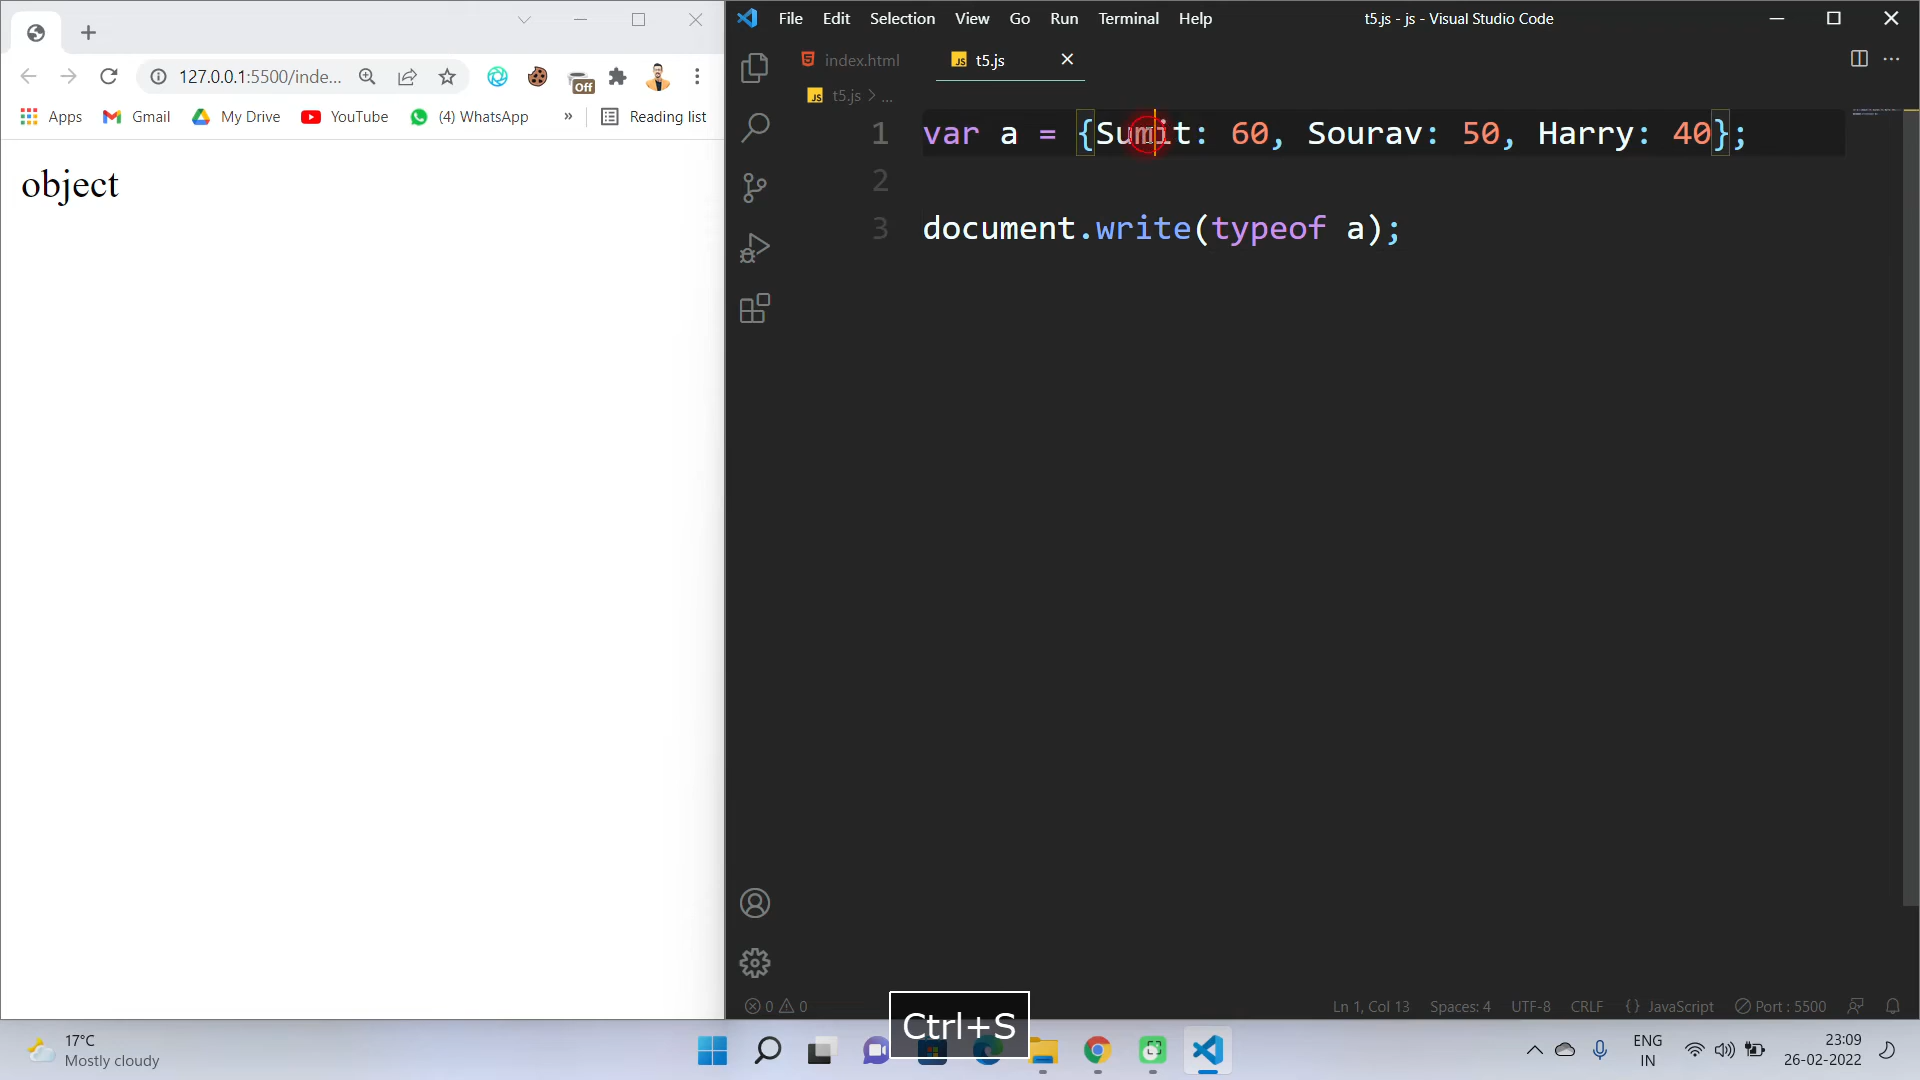 127.0.0.1:5500/inde...
Off
Apps
Gmail
My Drive
YouTube
(4) WhatsApp
»
Reading list
object
File Edit Selection View Go Run Terminal Help
t5.js - js - Visual Studio Code
index.html
JS t5.js
JS t5.js > ...
1 var a = {Sumit: 60, Sourav: 50, Harry: 40};
2
3 document.write(typeof a);
0 0
Ln 1, Col 13 Spaces: 4 UTF-8 CRLF {} JavaScript Port : 5500
Ctrl+S
17°C
Mostly cloudy
ENG
IN
23:09
26-02-2022